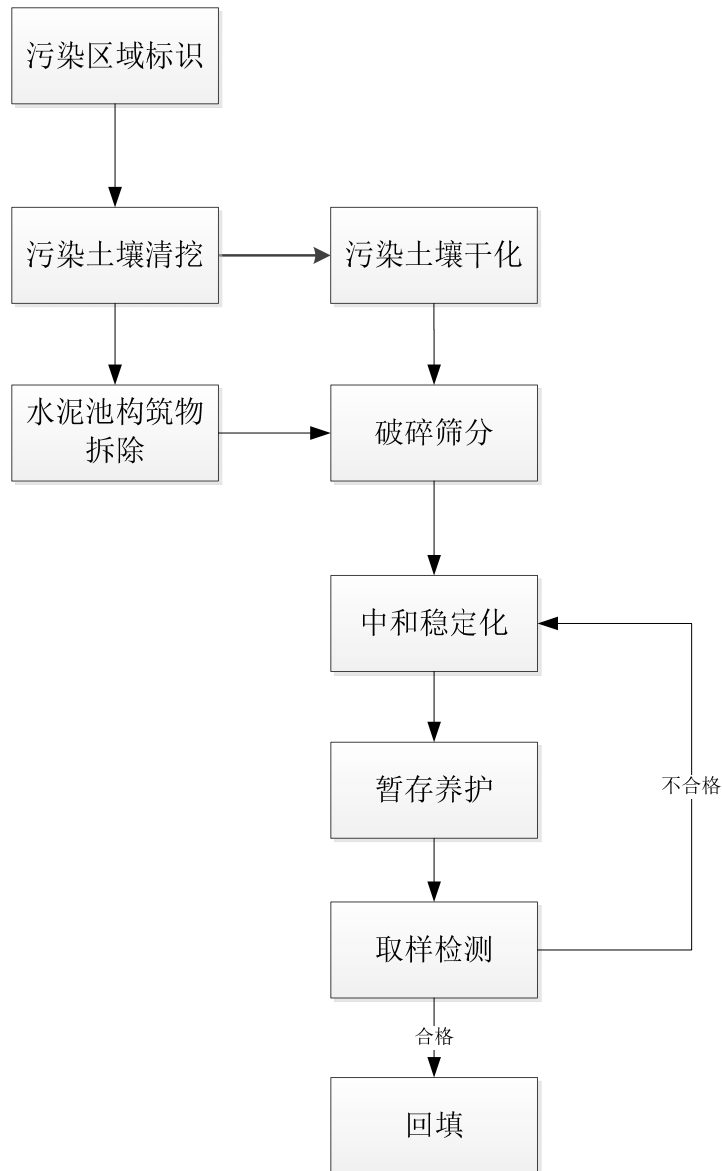 污染区域标识
污染土壤清挖
污染土壤干化
水泥池构筑物
拆除
破碎筛分
中和稳定化
暂存养护
不合格
取样检测
合格
回填